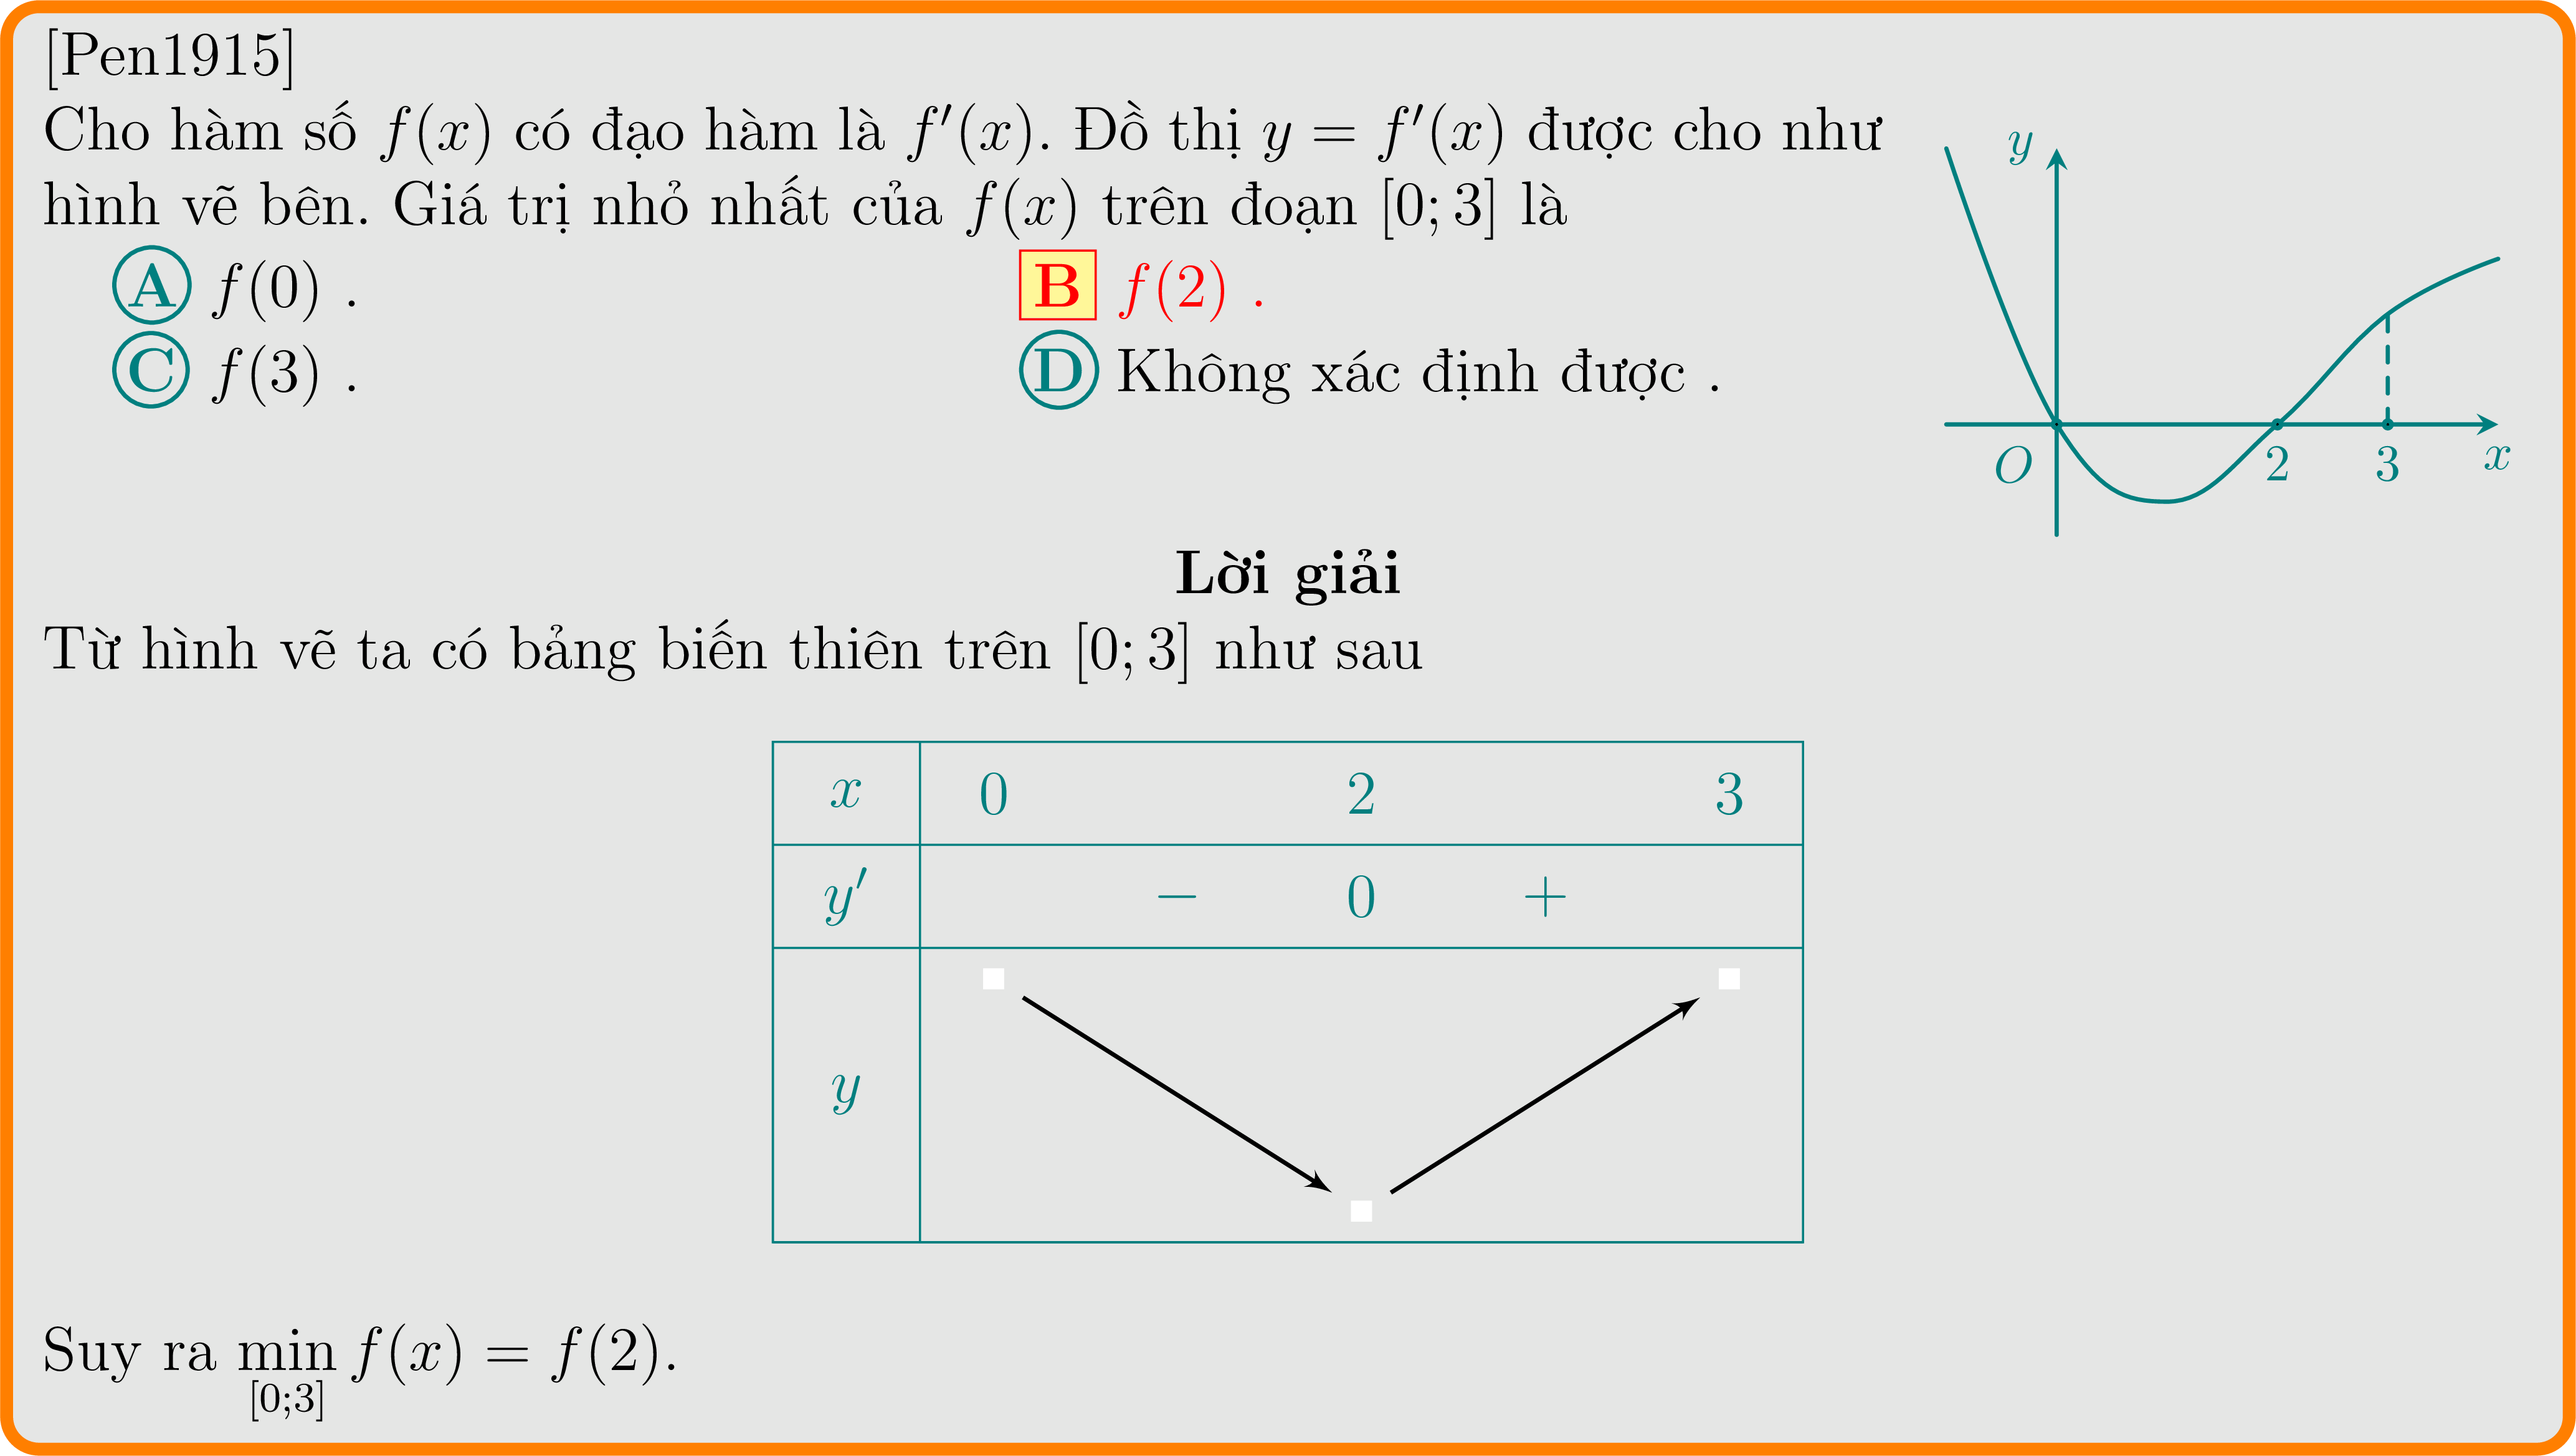 [Pen1915]
Cho hàm số f(x) có đạo hàm là f′(x). Đồ thị y = f′(x) được cho như
hình vẽ bên. Giá trị nhỏ nhất của f(x) trên đoạn [0; 3] là
A f(0) .
B f(2) .
C f(3) .
D Không xác định được .
y
O 2 3 x
Lời giải
Từ hình vẽ ta có bảng biến thiên trên [0; 3] như sau
x 0 2 3
y′ − 0 +
y
Suy ra min f(x) = f(2).
[0;3]